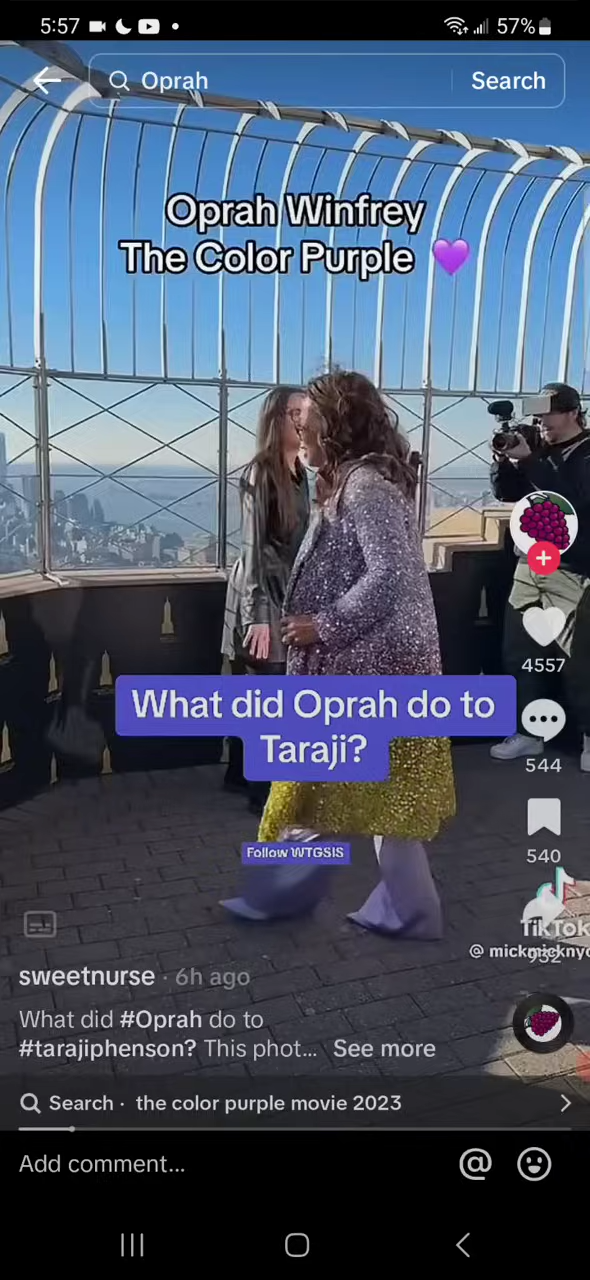 5:57
57%
Oprah
Search
Oprah Winfrey
The Color Purple 💜
What did Oprah do to
Taraji?
4557
544
540
Follow WTGSIS
TikTok
@ mickmicknyc
932
sweetnurse · 6h ago
What did #Oprah do to
#tarajiphenson? This phot... See more
Search · the color purple movie 2023
Add comment...
@